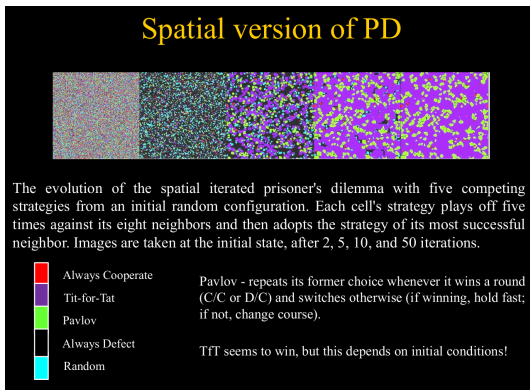 Spatial version of PD
The evolution of the spatial iterated prisoner's dilemma with five competing
strategies from an initial random configuration. Each cell's strategy plays off five
times against its eight neighbors and then adopts the strategy of its most successful
neighbor. Images are taken at the initial state, after 2, 5, 10, and 50 iterations.
Always Cooperate
Tit-for-Tat
Pavlov
Always Defect
Random
Pavlov - repeats its former choice whenever it wins a round
(C/C or D/C) and switches otherwise (if winning, hold fast;
if not, change course).
TfT seems to win, but this depends on initial conditions!